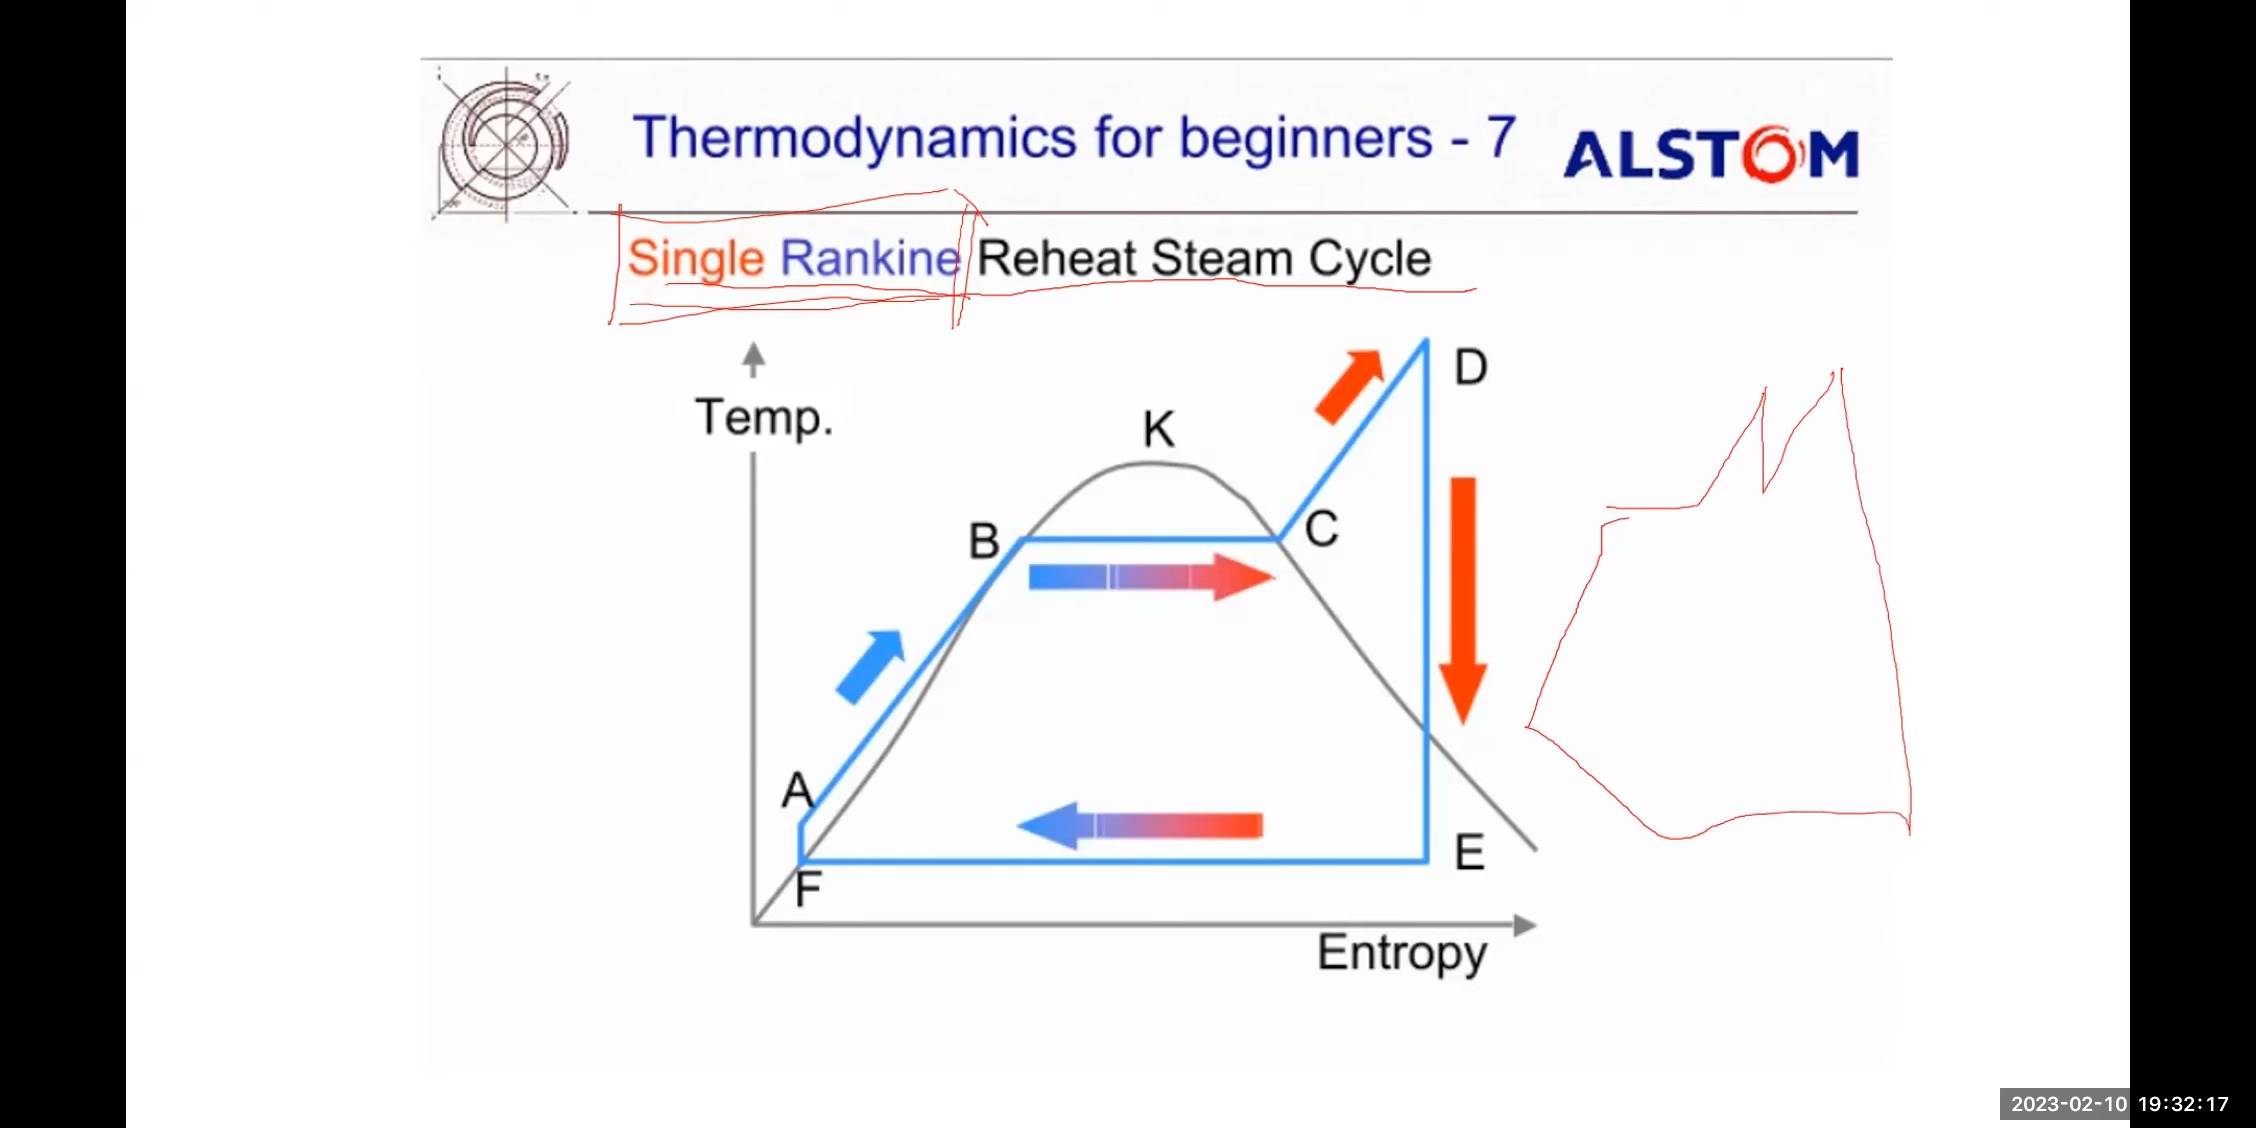 Thermodynamics for beginners - 7
ALSTOM
Single Rankine Reheat Steam Cycle
D
Temp.
K
B
C
A
E
F
Entropy
2023-02-10 19:32:17